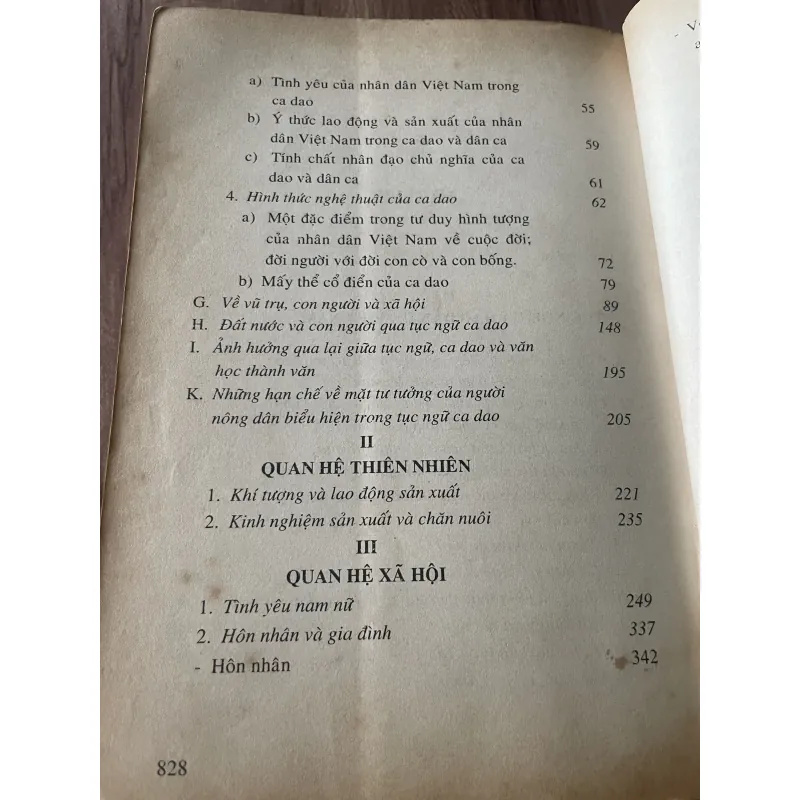 a) Tình yêu của nhân dân Việt Nam trong
ca dao 55
b) Ý thức lao động và sản xuất của nhân
dân Việt Nam trong ca dao và dân ca 59
c) Tính chất nhân đạo chủ nghĩa của ca
dao và dân ca 61
4. Hình thức nghệ thuật của ca dao 62
a) Một đặc điểm trong tư duy hình tượng
của nhân dân Việt Nam về cuộc đời;
đời người với đời con cò và con bống. 72
b) Mấy thể cổ điển của ca dao 79
G. Về vũ trụ, con người và xã hội 89
H. Đất nước và con người qua tục ngữ ca dao 148
I. Ảnh hưởng qua lại giữa tục ngữ, ca dao và văn
học thành văn 195
K. Những hạn chế về mặt tư tưởng của người
nông dân biểu hiện trong tục ngữ ca dao 205
II
QUAN HỆ THIÊN NHIÊN
1. Khí tượng và lao động sản xuất 221
2. Kinh nghiệm sản xuất và chăn nuôi 235
III
QUAN HỆ XÃ HỘI
1. Tình yêu nam nữ 249
2. Hôn nhân và gia đình 337
- Hôn nhân 342
828